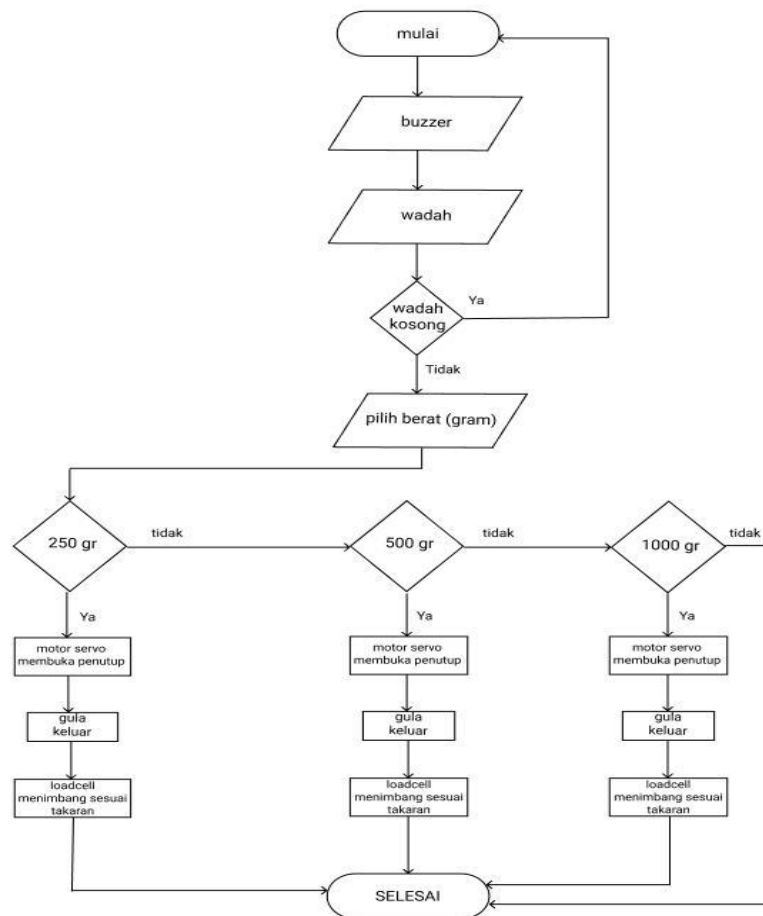 mulai
buzzer
wadah
wadah
kosong
Ya
Tidak
pilih berat (gram)
250 gr
tidak
500 gr
tidak
1000 gr
tidak
Ya
Ya
Ya
motor servo
membuka penutup
motor servo
membuka penutup
motor servo
membuka penutup
gula
keluar
gula
keluar
gula
keluar
loadcell
menimbang sesuai
takaran
loadcell
menimbang sesuai
takaran
loadcell
menimbang sesuai
takaran
SELESAI